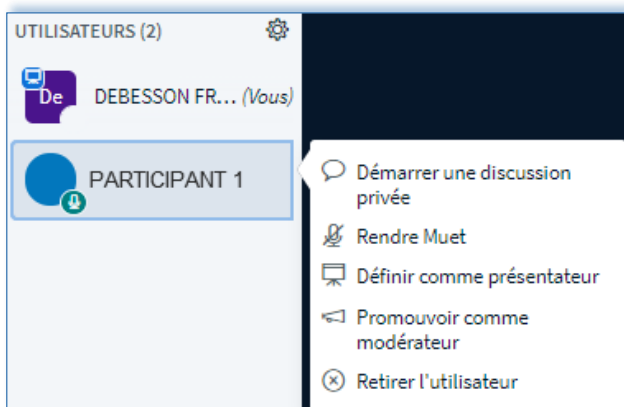 UTILISATEURS (2)
De
DEBESSON FR... (Vous)
PARTICIPANT 1
Démarrer une discussion
privée
Rendre Muet
Définir comme présentateur
Promouvoir comme
modérateur
Retirer l'utilisateur